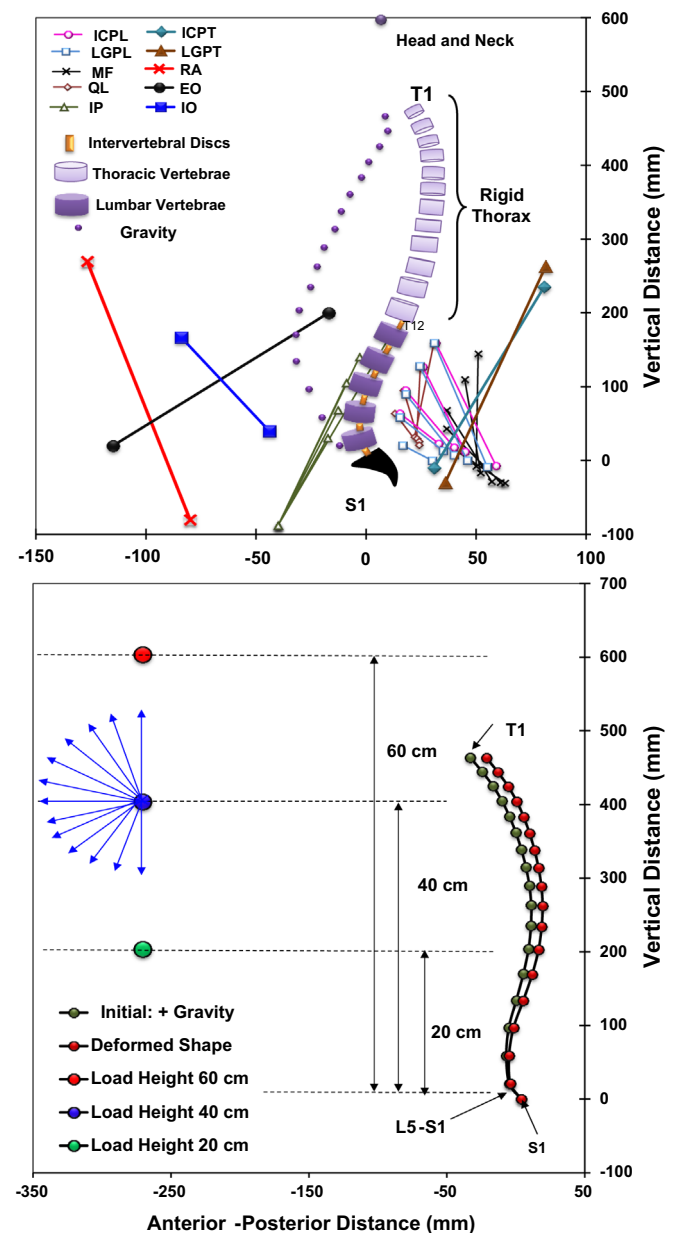 600
ICPL
ICPT
LGPL
LGPT
Head and Neck
MF
RA
QL
EO
T1
500
IP
IO
Intervertebral Discs
400
Thoracic Vertebrae
Rigid
Thorax
Lumbar Vertebrae
Gravity
300
Vertical Distance (mm)
200
T12
100
0
S1
-100
-150
-100
-50
0
50
100
700
600
T1
500
60 cm
400
40 cm
300
Vertical Distance (mm)
200
Initial: + Gravity
20 cm
100
Deformed Shape
Load Height 60 cm
0
Load Height 40 cm
L5-S1
S1
Load Height 20 cm
-100
-350
-250
-150
-50
50
Anterior -Posterior Distance (mm)